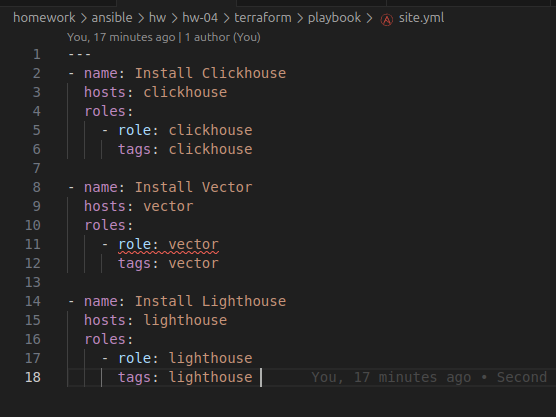 homework > ansible > hw > hw-04 > terraform > playbook > site.yml
You, 17 minutes ago | 1 author (You)
1 ---
2 - name: Install Clickhouse
3   hosts: clickhouse
4   roles:
5     - role: clickhouse
6       tags: clickhouse
7
8 - name: Install Vector
9   hosts: vector
10   roles:
11     - role: vector
12       tags: vector
13
14 - name: Install Lighthouse
15   hosts: lighthouse
16   roles:
17     - role: lighthouse
18       tags: lighthouse You, 17 minutes ago • Second